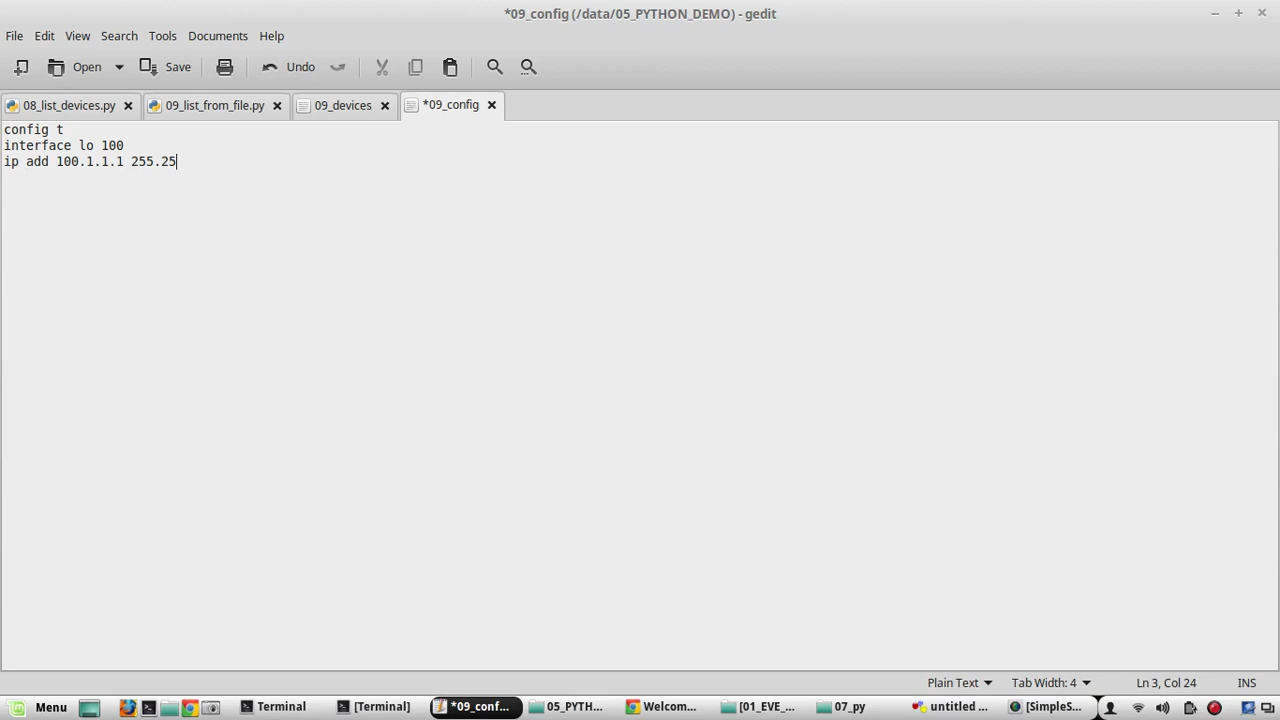 *09_config (/data/05_PYTHON_DEMO) - gedit
File Edit View Search Tools Documents Help
Open Save Undo
08_list_devices.py 09_list_from_file.py 09_devices *09_config
config t
interface lo 100
ip add 100.1.1.1 255.25
Plain Text Tab Width: 4 Ln 3, Col 24 INS
Menu Terminal [Terminal] *09_conf... 05_PYTH... Welcom... [01_EVE_... 07_py untitled ... [SimpleS...